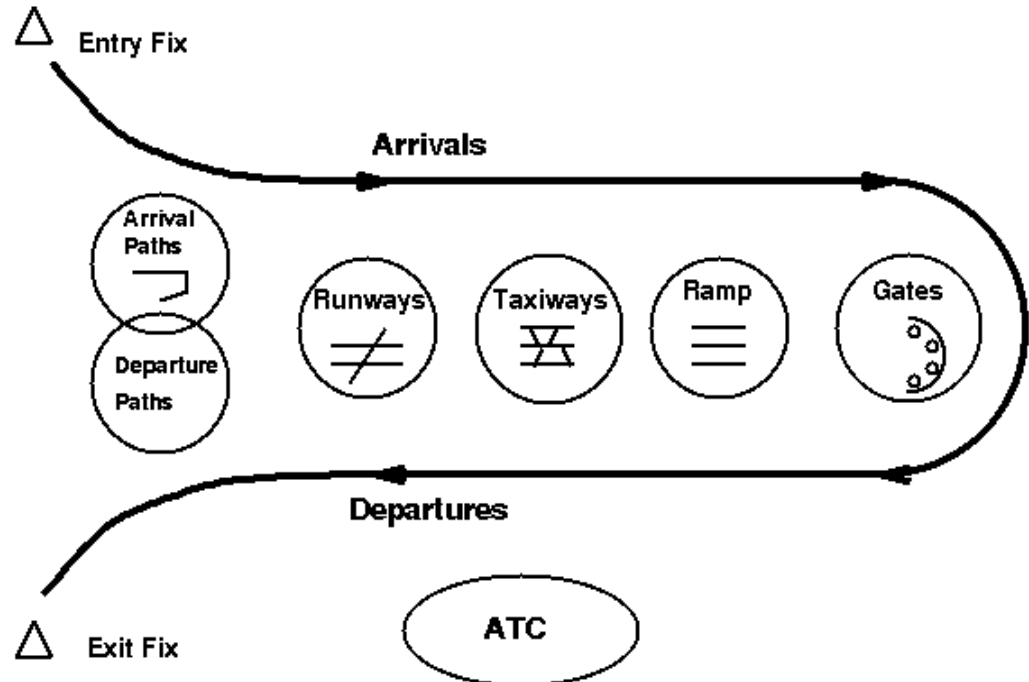 Entry Fix
Arrivals
Arrival
Paths
Runways
Taxiways
Ramp
Gates
Departure
Paths
Departures
ATC
Exit Fix